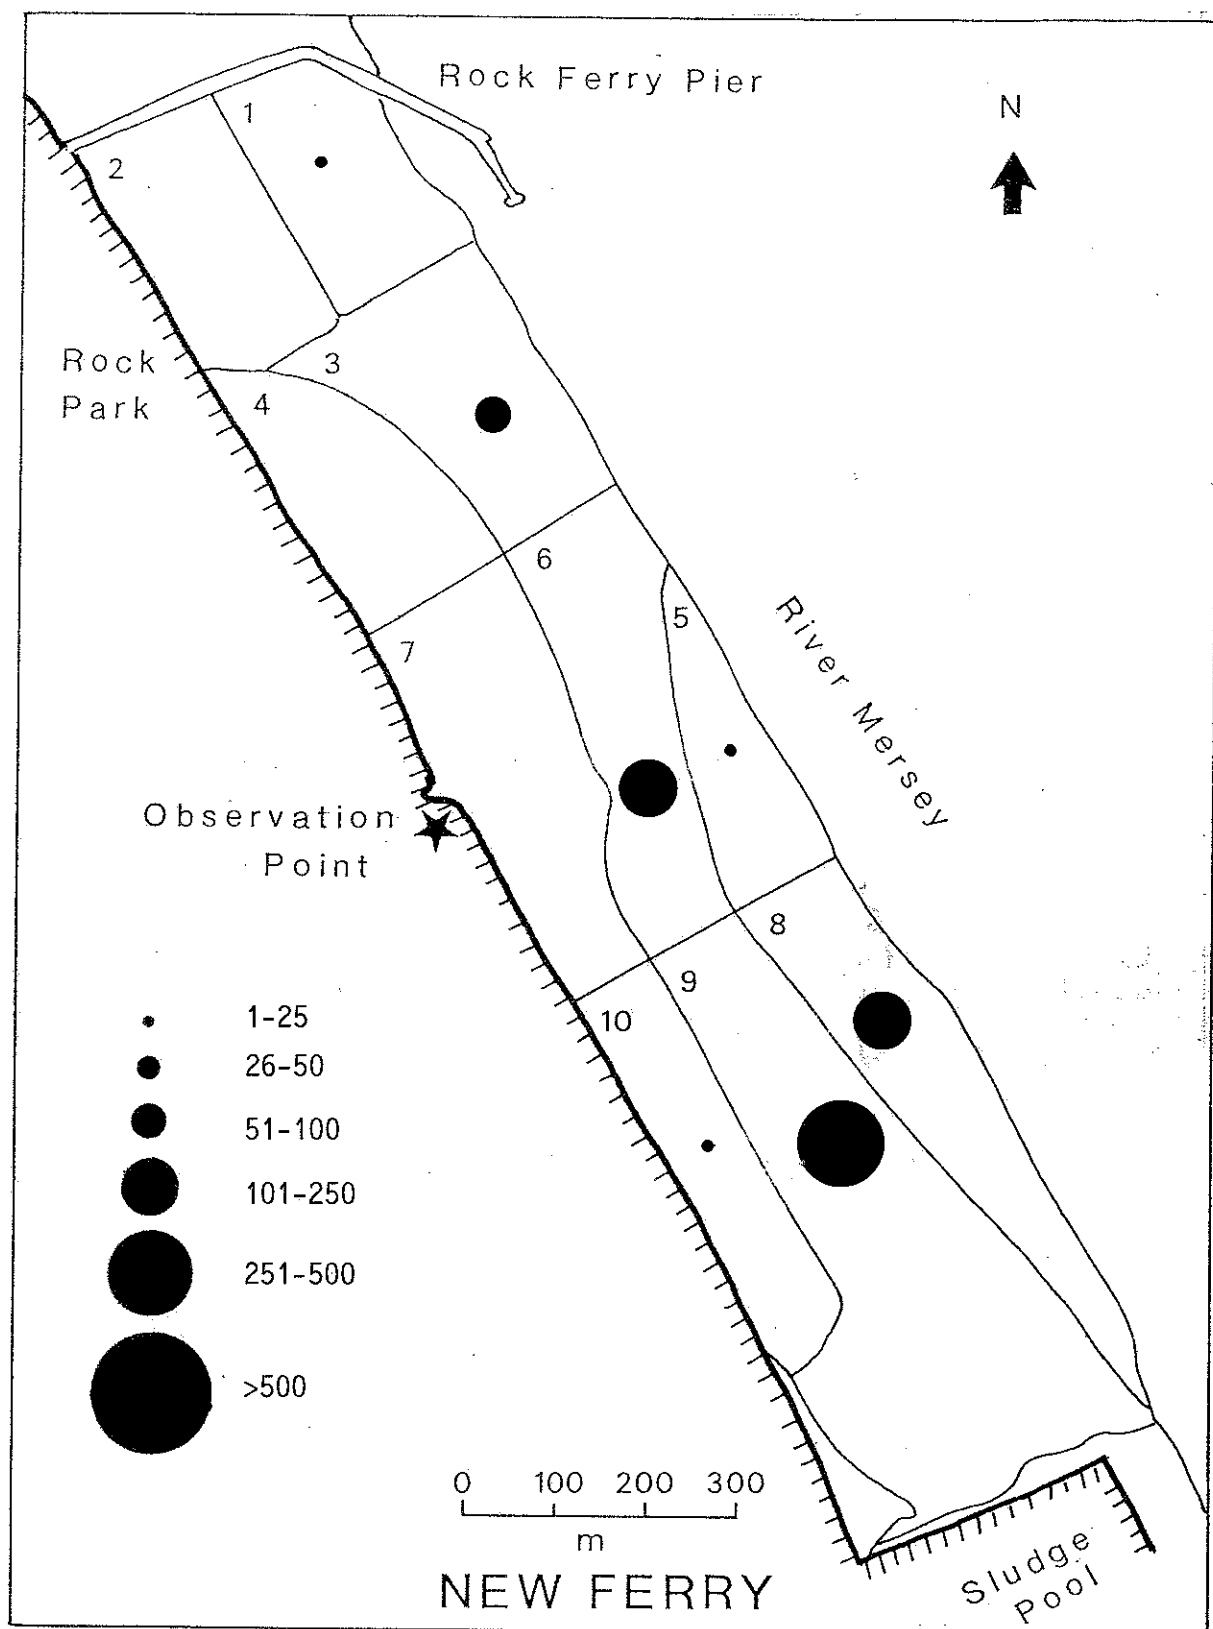 Rock Ferry Pier
N
1
2
Rock
Park
3
4
6
5
7
River Mersey
Observation
Point
8
9
10
1-25
26-50
51-100
101-250
251-500
>500
0 100 200 300
m
NEW FERRY
Sludge
Pool